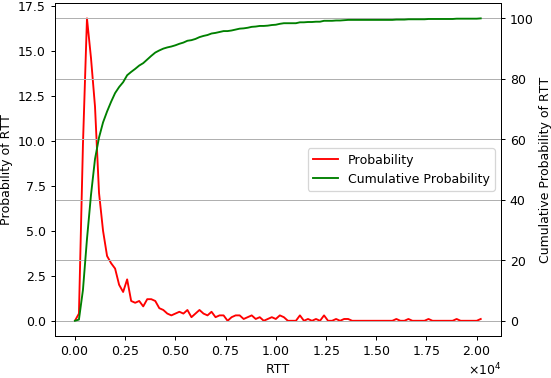 17.5
15.0
12.5
10.0
7.5
5.0
2.5
0.0
Probability of RTT
100
80
60
40
20
0
Cumulative Probability of RTT
Probability
Cumulative Probability
0.00 0.25 0.50 0.75 1.00 1.25 1.50 1.75 2.00
RTT
×10⁴